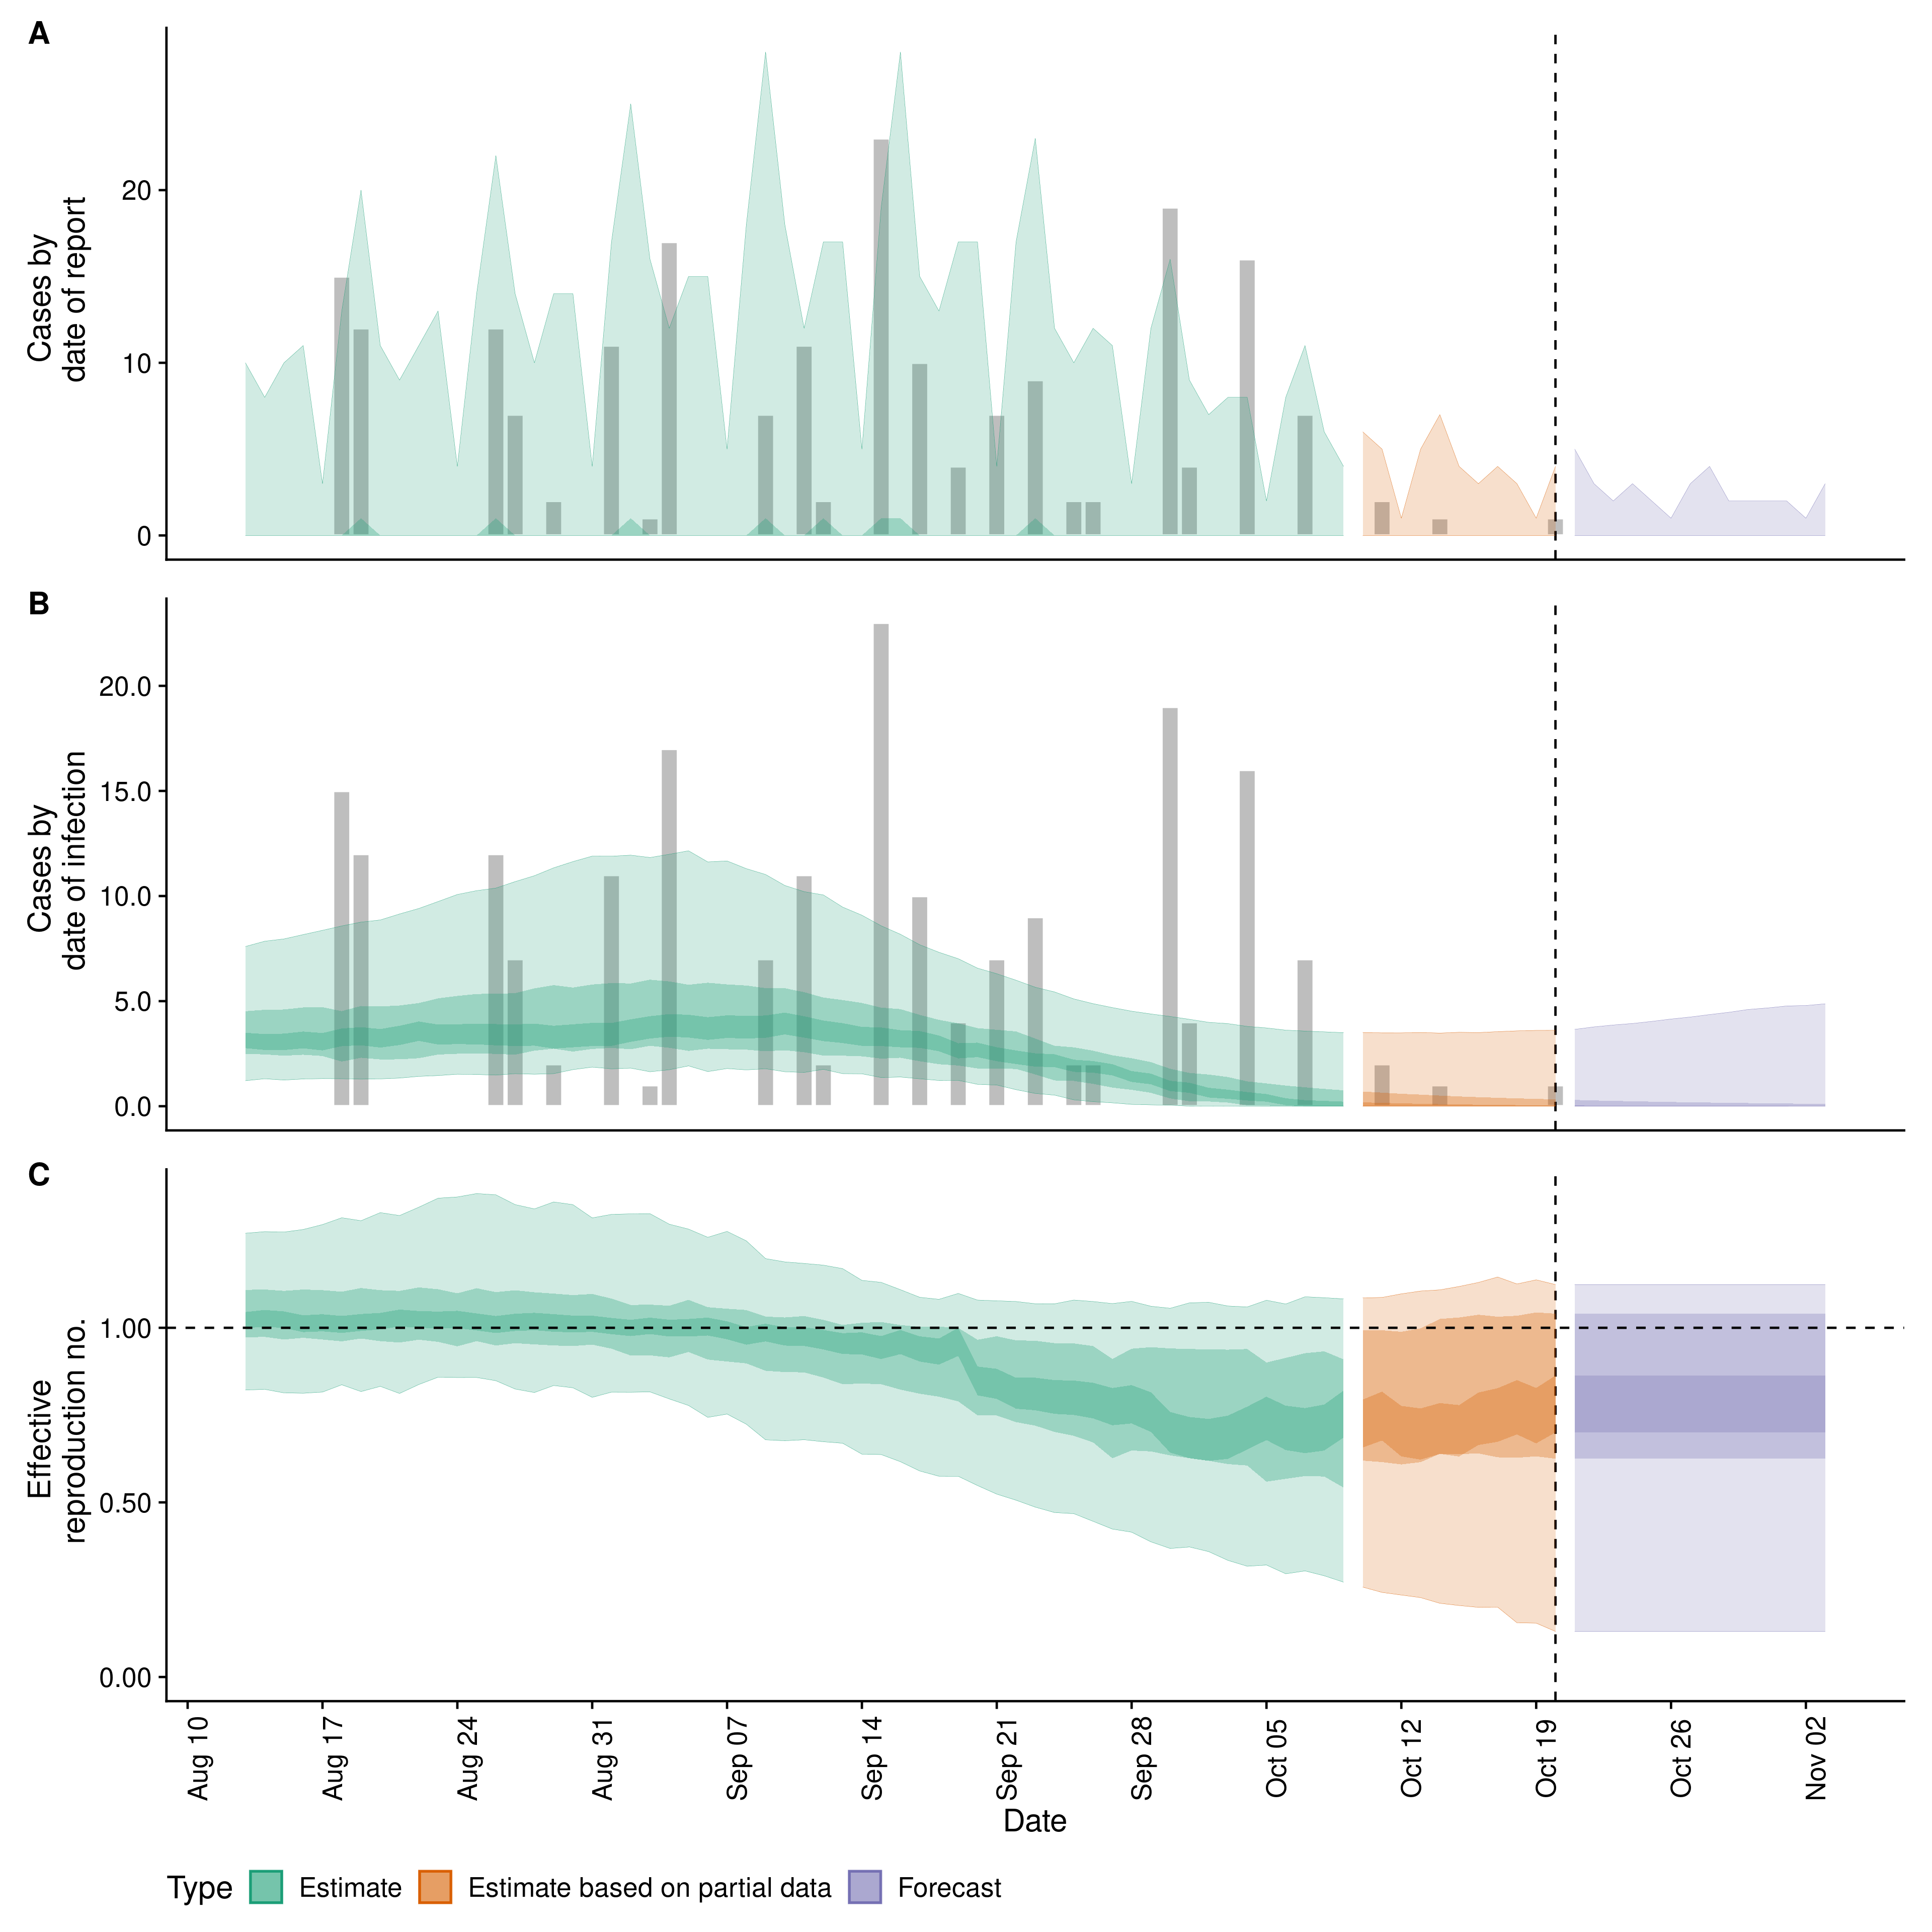 A
Cases by
date of report
20
10
0
B
Cases by
date of infection
20.0
15.0
10.0
5.0
0.0
C
Effective
reproduction no.
1.00
0.50
0.00
Aug 10
Aug 17
Aug 24
Aug 31
Sep 07
Sep 14
Sep 21
Sep 28
Oct 05
Oct 12
Oct 19
Oct 26
Nov 02
Date
Type Estimate Estimate based on partial data Forecast